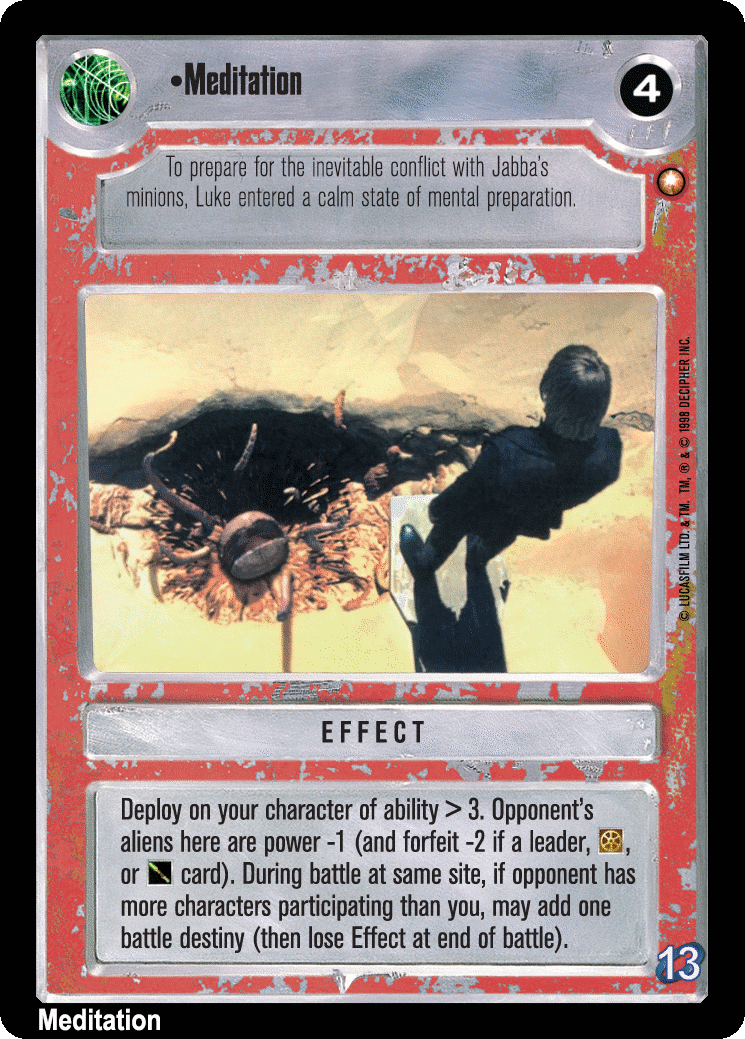 •Meditation
4
To prepare for the inevitable conflict with Jabba's
minions, Luke entered a calm state of mental preparation.
© LUCASFILM LTD. & TM. TM, ® & © 1998 DECIPHER INC.
EFFECT
Deploy on your character of ability > 3. Opponent's
aliens here are power -1 (and forfeit -2 if a leader, ,
or card). During battle at same site, if opponent has
more characters participating than you, may add one
battle destiny (then lose Effect at end of battle).
13
Meditation